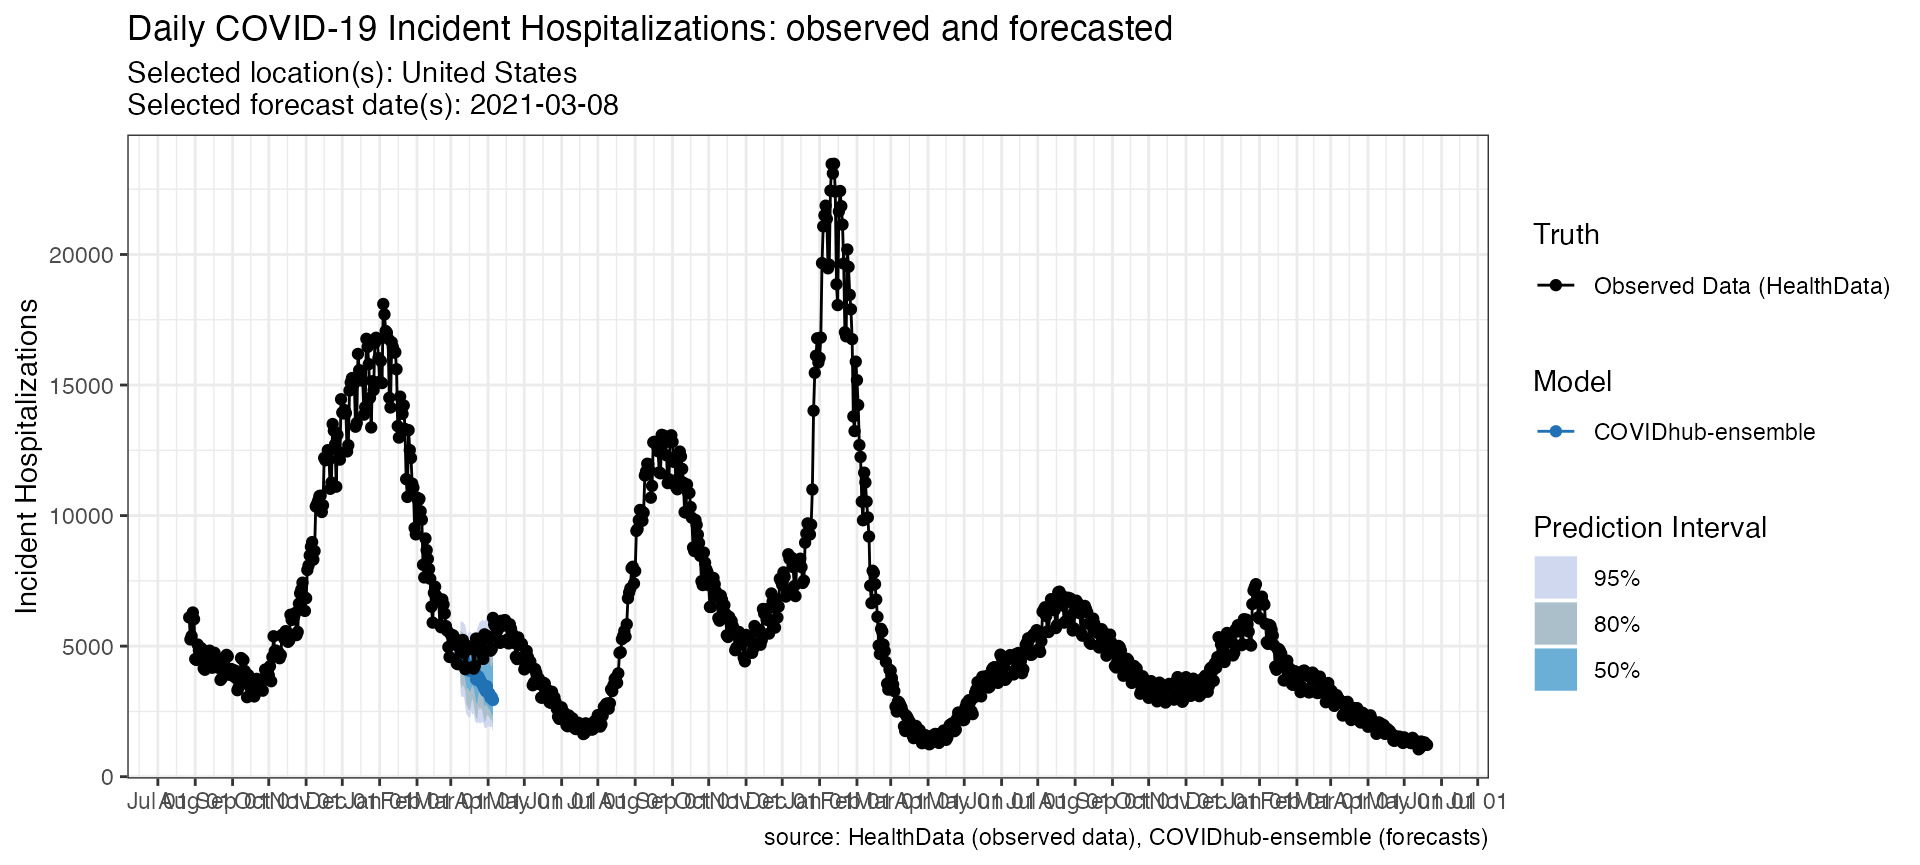 Daily COVID-19 Incident Hospitalizations: observed and forecasted
Selected location(s): United States
Selected forecast date(s): 2021-03-08
Incident Hospitalizations
20000
15000
10000
5000
0
Truth
Observed Data (HealthData)
Model
COVIDhub-ensemble
Prediction Interval
95%
80%
50%
source: HealthData (observed data), COVIDhub-ensemble (forecasts)